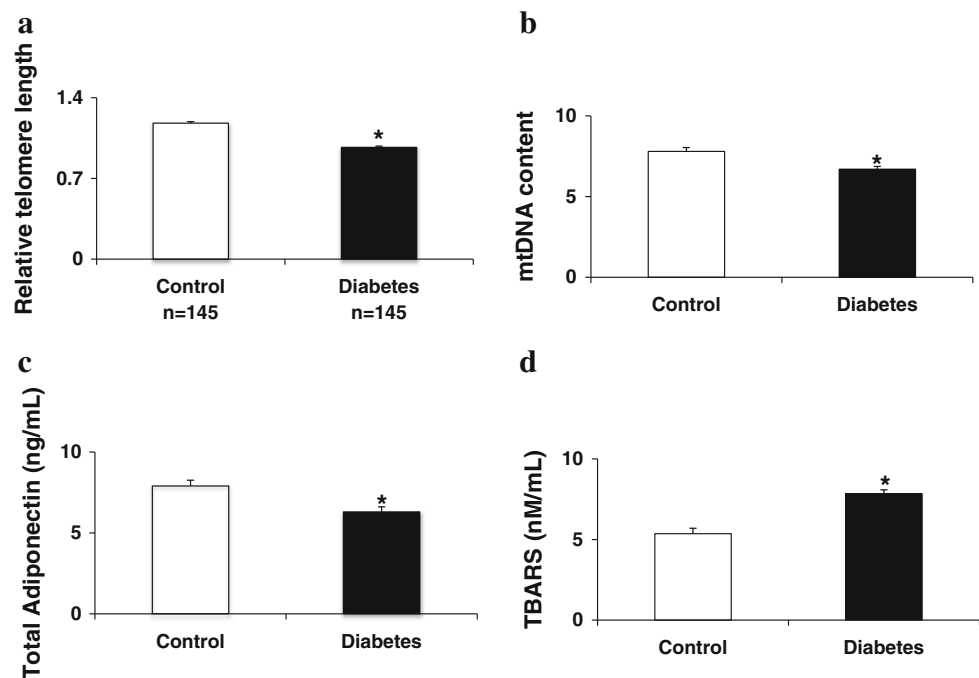 a
Relative telomere length
1.4
0.7
0
*
Control
n=145
Diabetes
n=145
b
mtDNA content
10
5
0
*
Control
Diabetes
c
Total Adiponectin (ng/mL)
10
5
0
*
Control
Diabetes
d
TBARS (nM/mL)
10
5
0
*
Control
Diabetes